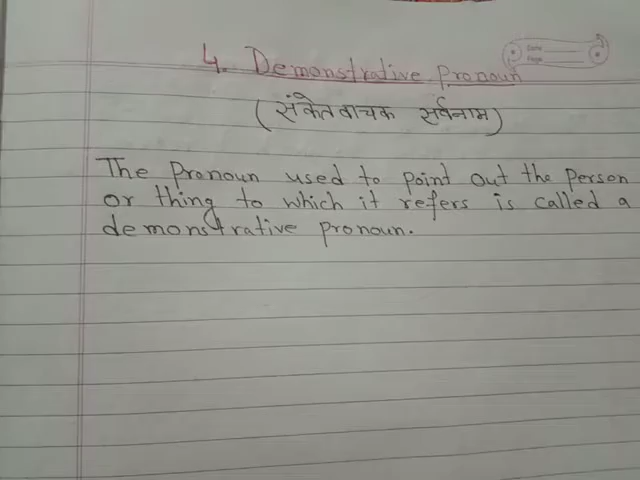 4. Demonstrative Pronoun
(संकेतवाचक सर्वनाम)
The Pronoun used to point out the person
or thing to which it refers is called a
demonstrative pronoun.